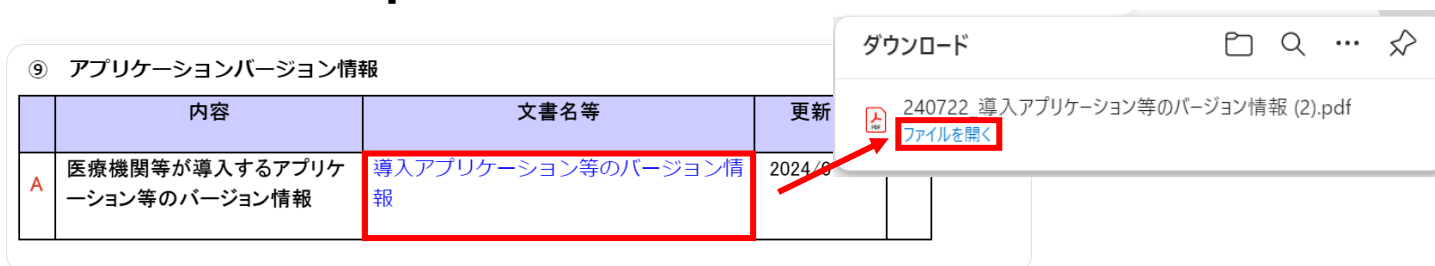 ⑨ アプリケーションバージョン情報
内容 文書名等 更新
A 医療機関等が導入するアプリケ
ーション等のバージョン情報
導入アプリケーション等のバージョン情
報
2024/
ダウンロード
240722_導入アプリケーション等のバージョン情報 (2).pdf
ファイルを開く